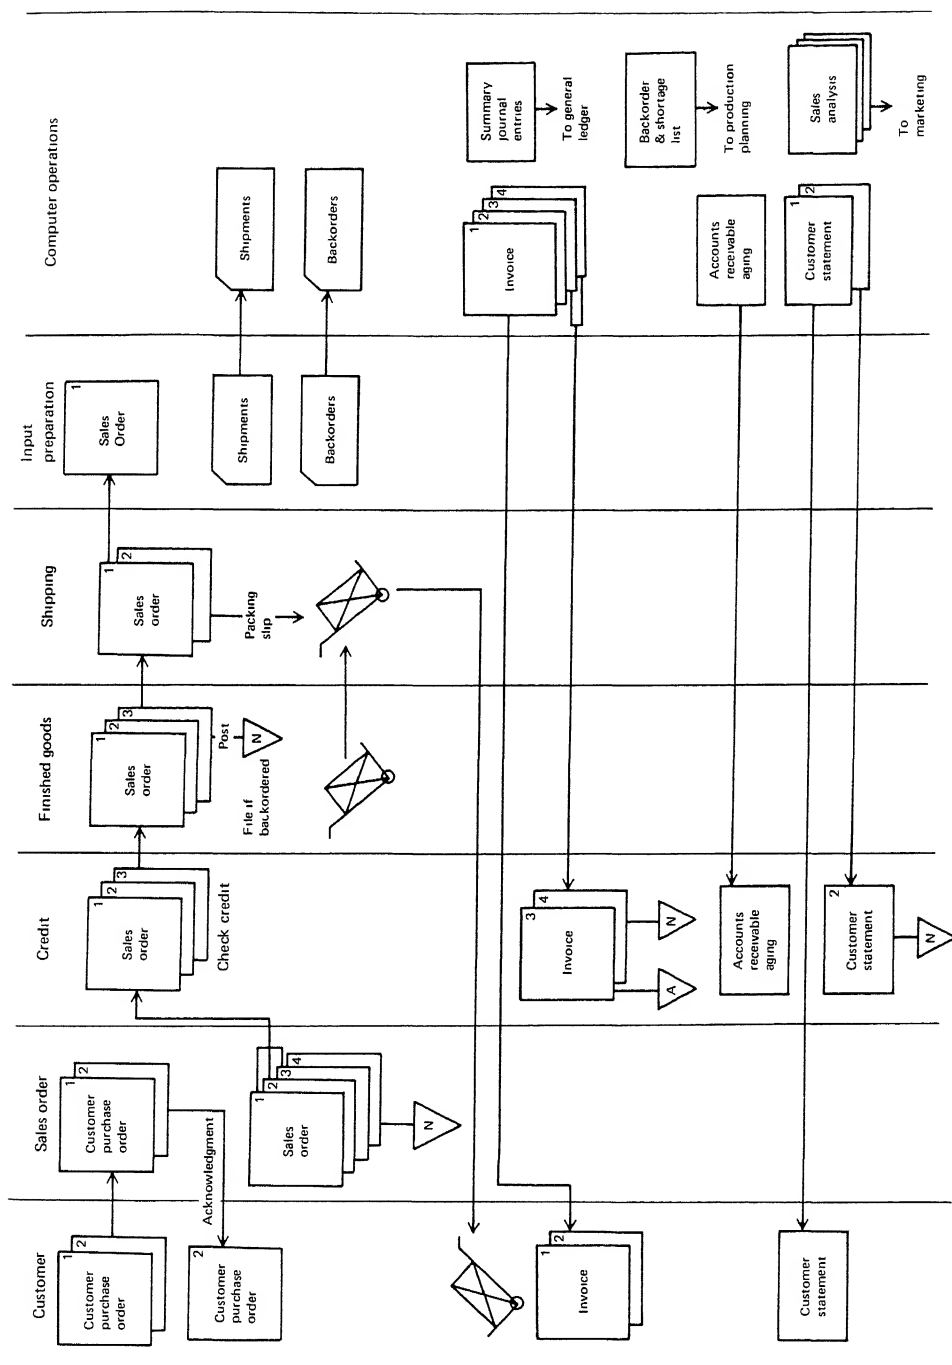 Customer
Sales order
Credit
Finished goods
Shipping
Input
preparation
Computer operations
1
2
Customer
purchase
order
1
2
Customer
purchase
order
Acknowledgment
2
Customer
purchase
order
1
2
3
4
Sales
order
N
1
2
3
Sales
order
Check credit
1
2
3
Sales
order
Post
N
File if
backordered
1
2
Sales
order
Packing
slip
1
Sales
Order
Shipments
Backorders
Shipments
Backorders
1
2
3
4
Invoice
Summary
journal
entries
To general
ledger
Backorder
& shortage
list
To production
planning
Sales
analysis
To
marketing
1
2
Invoice
3
4
Invoice
A
N
Accounts
receivable
aging
Accounts
receivable
aging
1
2
Customer
statement
2
Customer
statement
N
Customer
statement